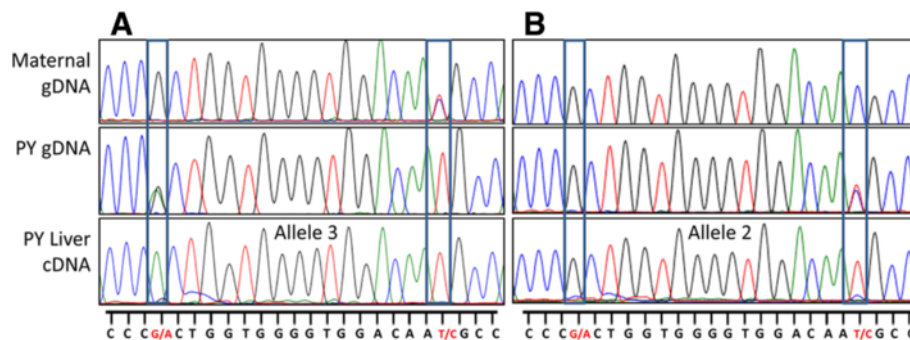 A B
Maternal
gDNA
PY gDNA
PY Liver
cDNA
Allele 3 Allele 2
C C C G/A C T G G T G G G G T G G A C A A T/C G C C
C C C G/A C T G G T G G G G T G G A C A A T/C G C C